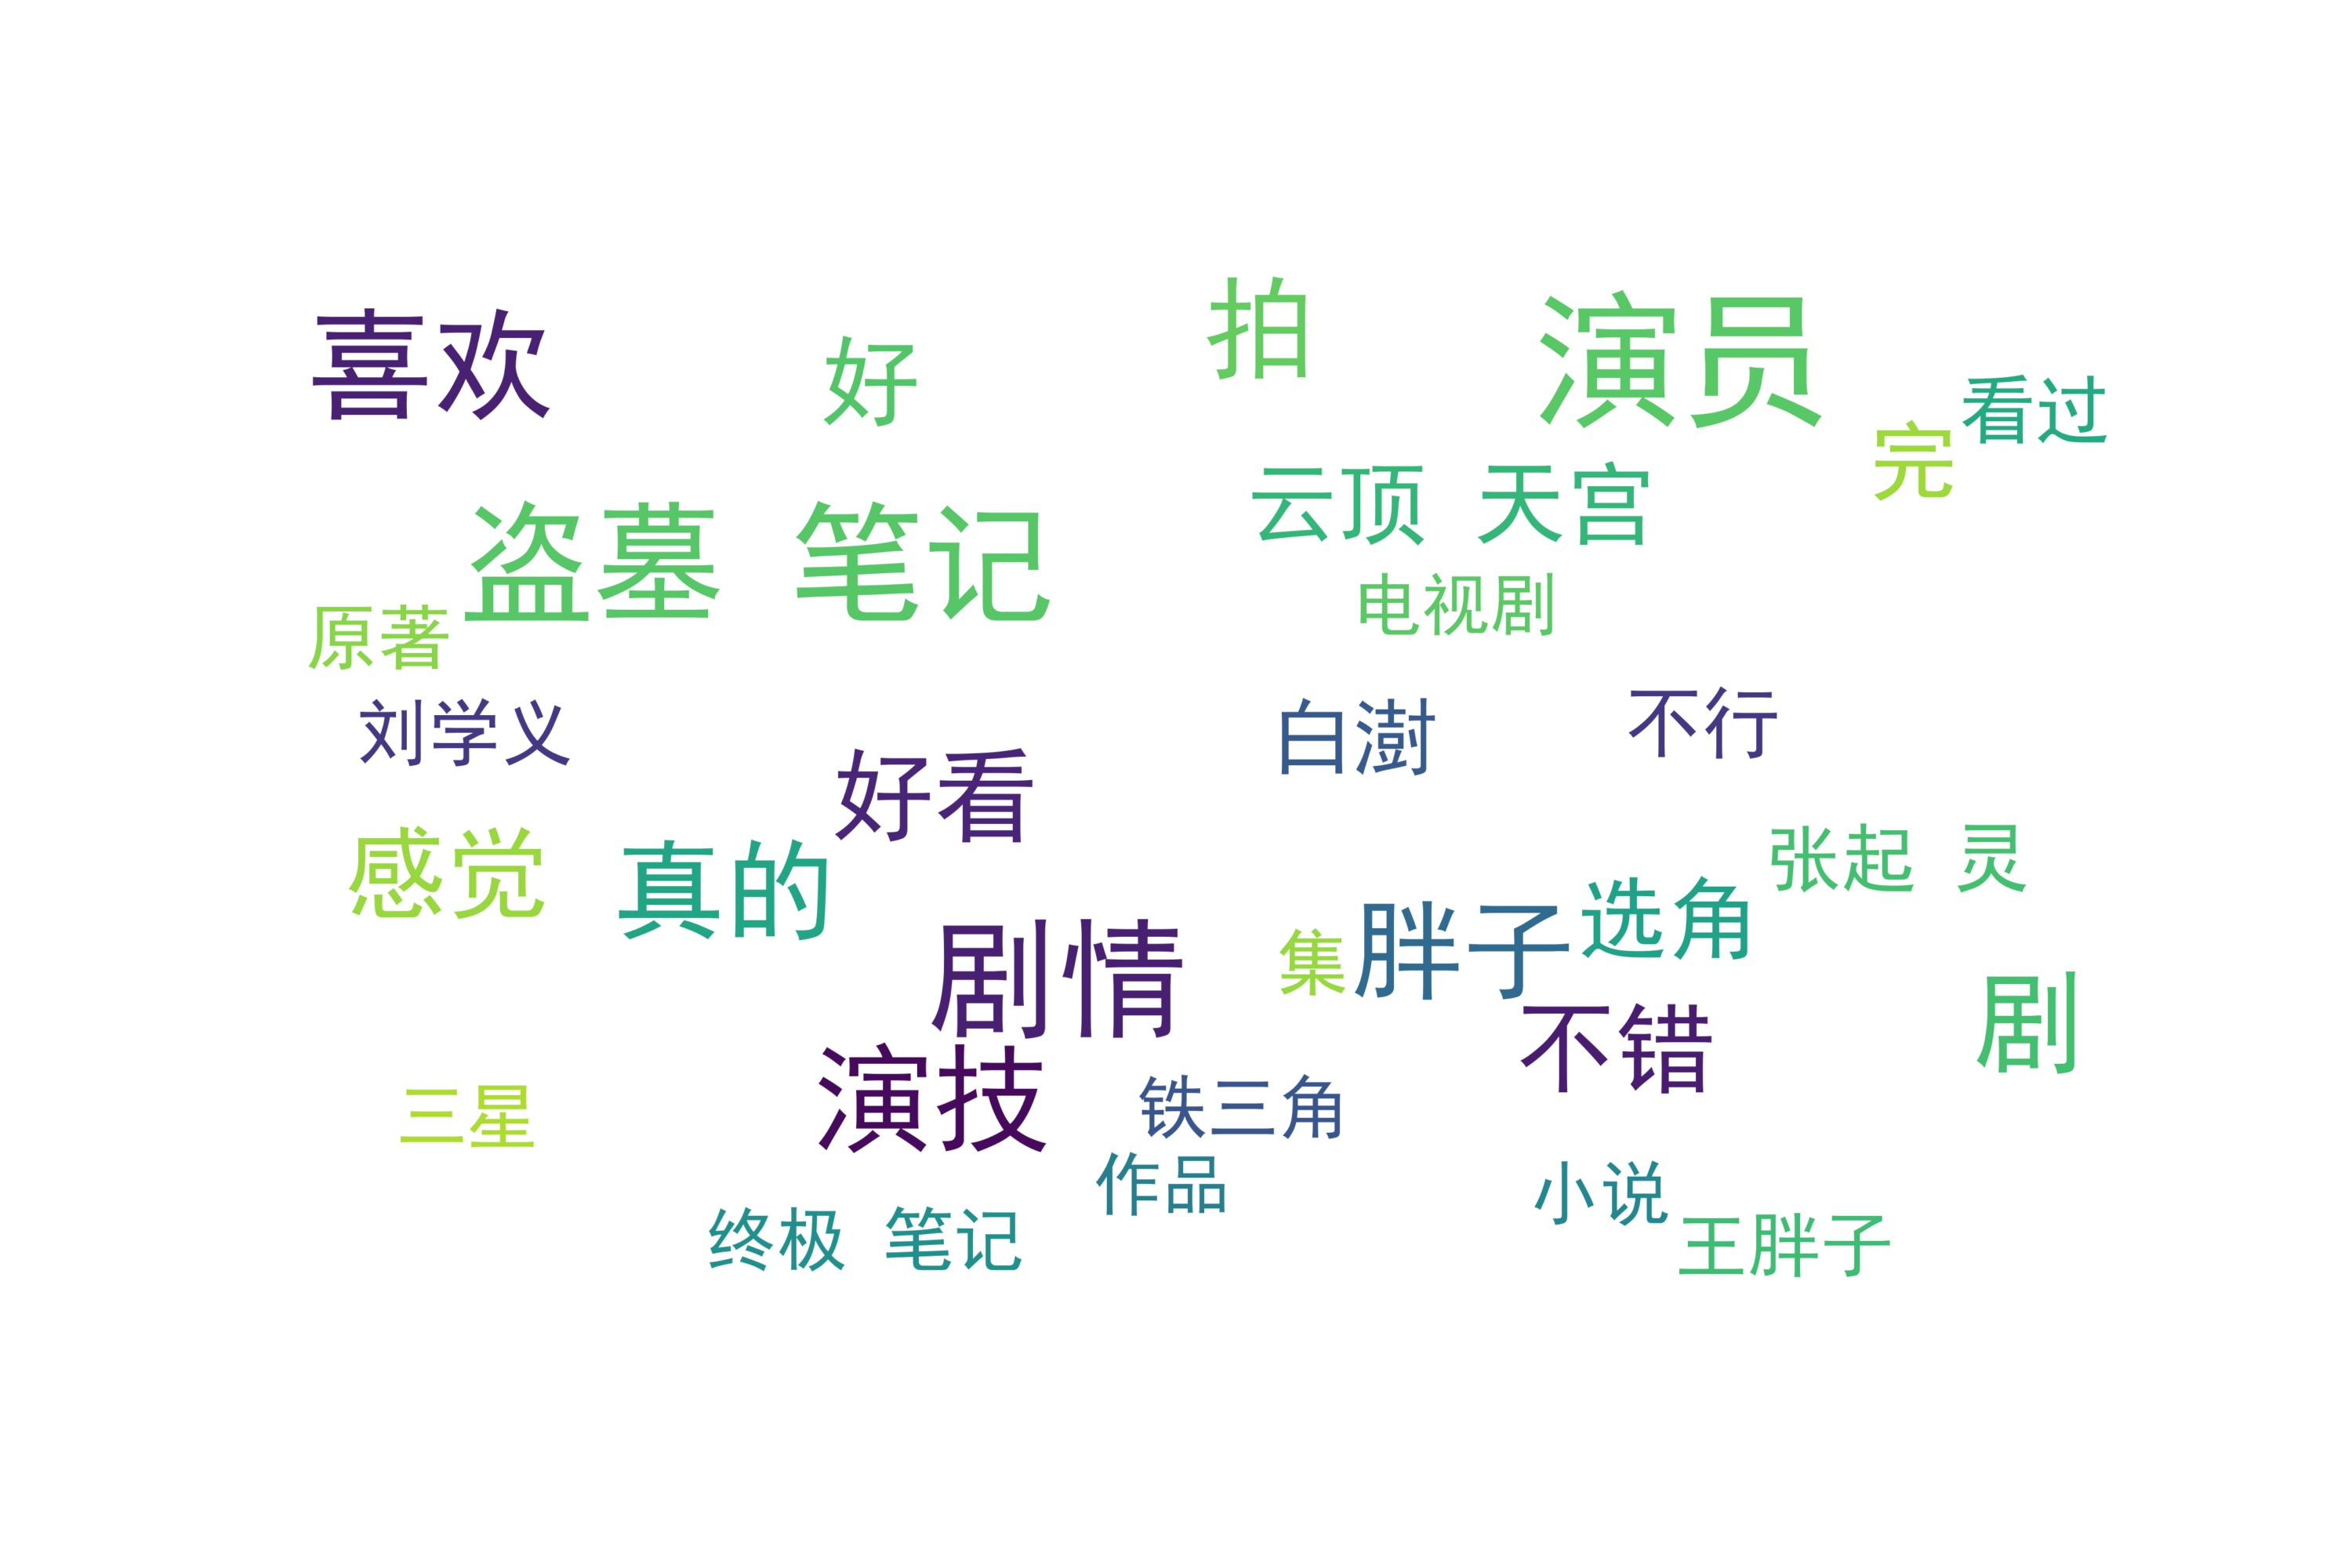 喜欢
好
拍
演员
看过
完
云顶 天宫
盗墓 笔记
电视剧
原著
刘学义
白澍
不行
好看
感觉
真的
张起 灵
选角
胖子
集
剧情
不错
剧
演技
铁三角
三星
作品
小说
终极 笔记
王胖子